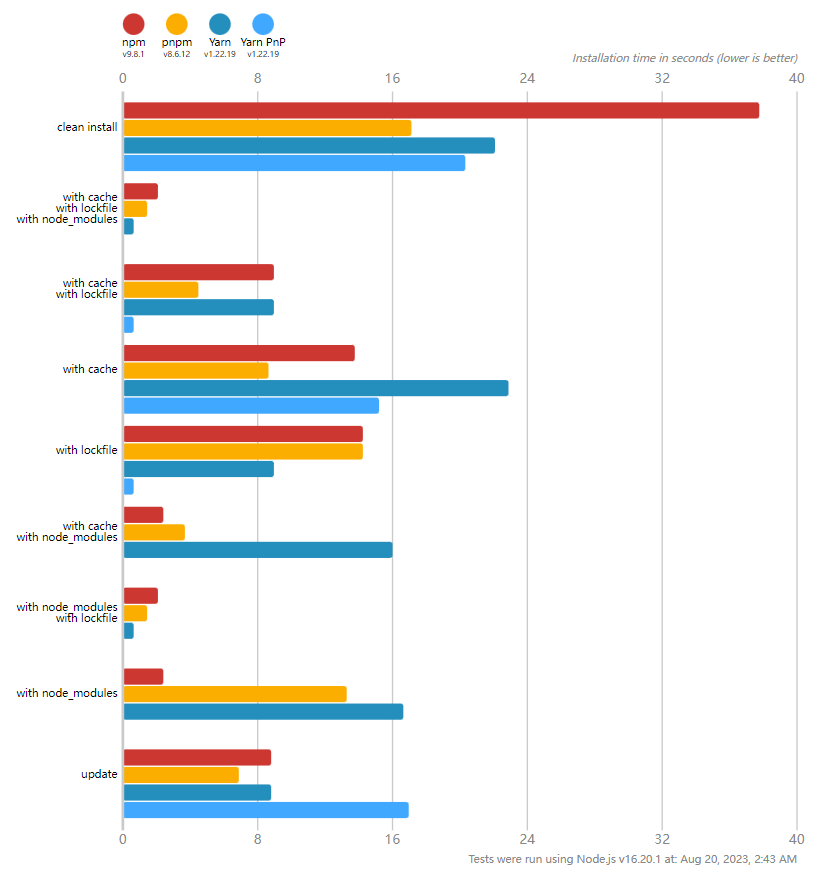 npm pnpm Yarn Yarn PnP
v9.8.1 v8.6.12 v1.22.19 v1.22.19
Installation time in seconds (lower is better)
0 8 16 24 32 40
clean install
with cache
with lockfile
with node_modules
with cache
with lockfile
with cache
with lockfile
with cache
with node_modules
with node_modules
with lockfile
with node_modules
update
0 8 16 24 32 40
Tests were run using Node.js v16.20.1 at: Aug 20, 2023, 2:43 AM